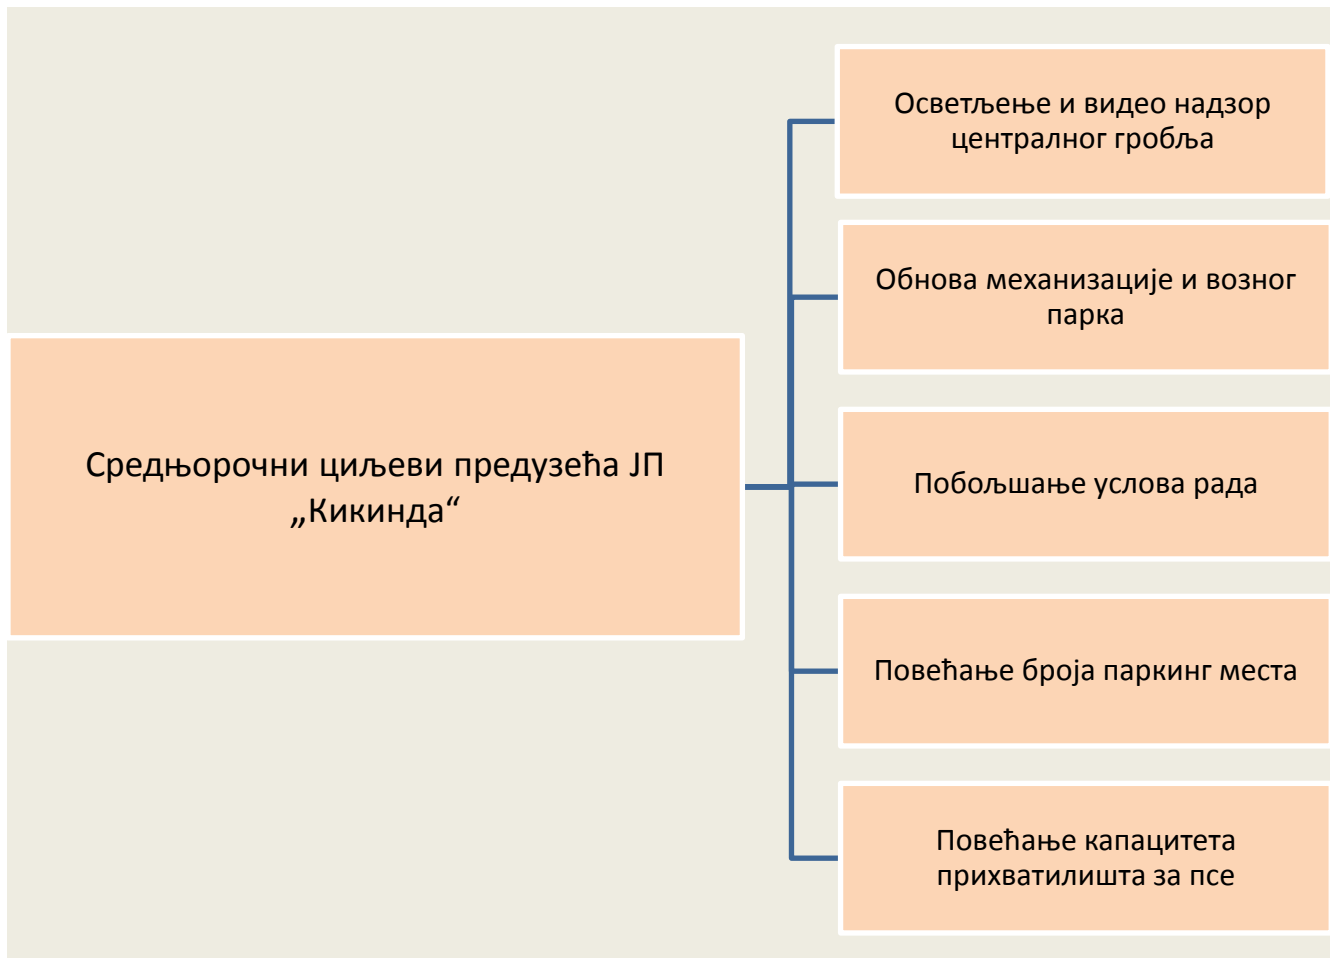 Осветљење и видео надзор
централног гробља
Обнова механизације и возног
парка
Средњорочни циљеви предузећа ЈП
„Кикинда“
Побољшање услова рада
Повећање броја паркинг места
Повећање капацитета
прихватилишта за псе